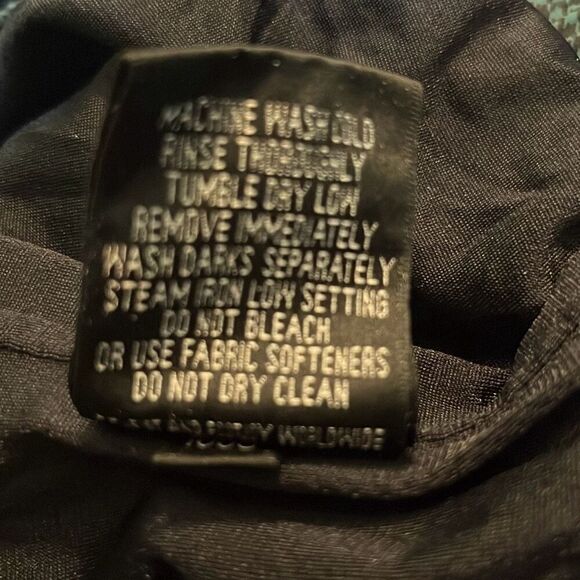 MACHINE WASH COLD
RINSE THOROUGHLY
TUMBLE DRY LOW
REMOVE IMMEDIATELY
WASH DARKS SEPARATELY
STEAM IRON LOW SETTING
DO NOT BLEACH
OR USE FABRIC SOFTENERS
DO NOT DRY CLEAN
WORLDWIDE